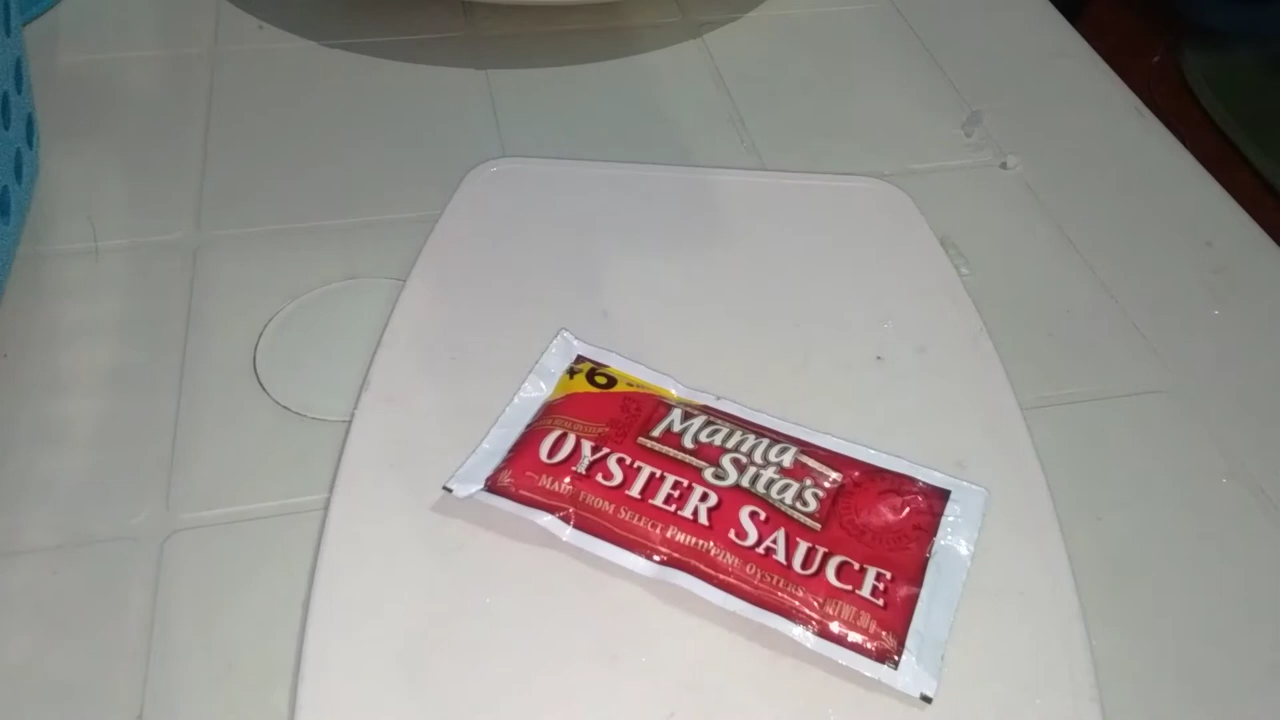 ₱6
Mama
Sita's
OYSTER SAUCE
MADE FROM SELECT PHILIPPINE OYSTERS
NET WT. 30 g